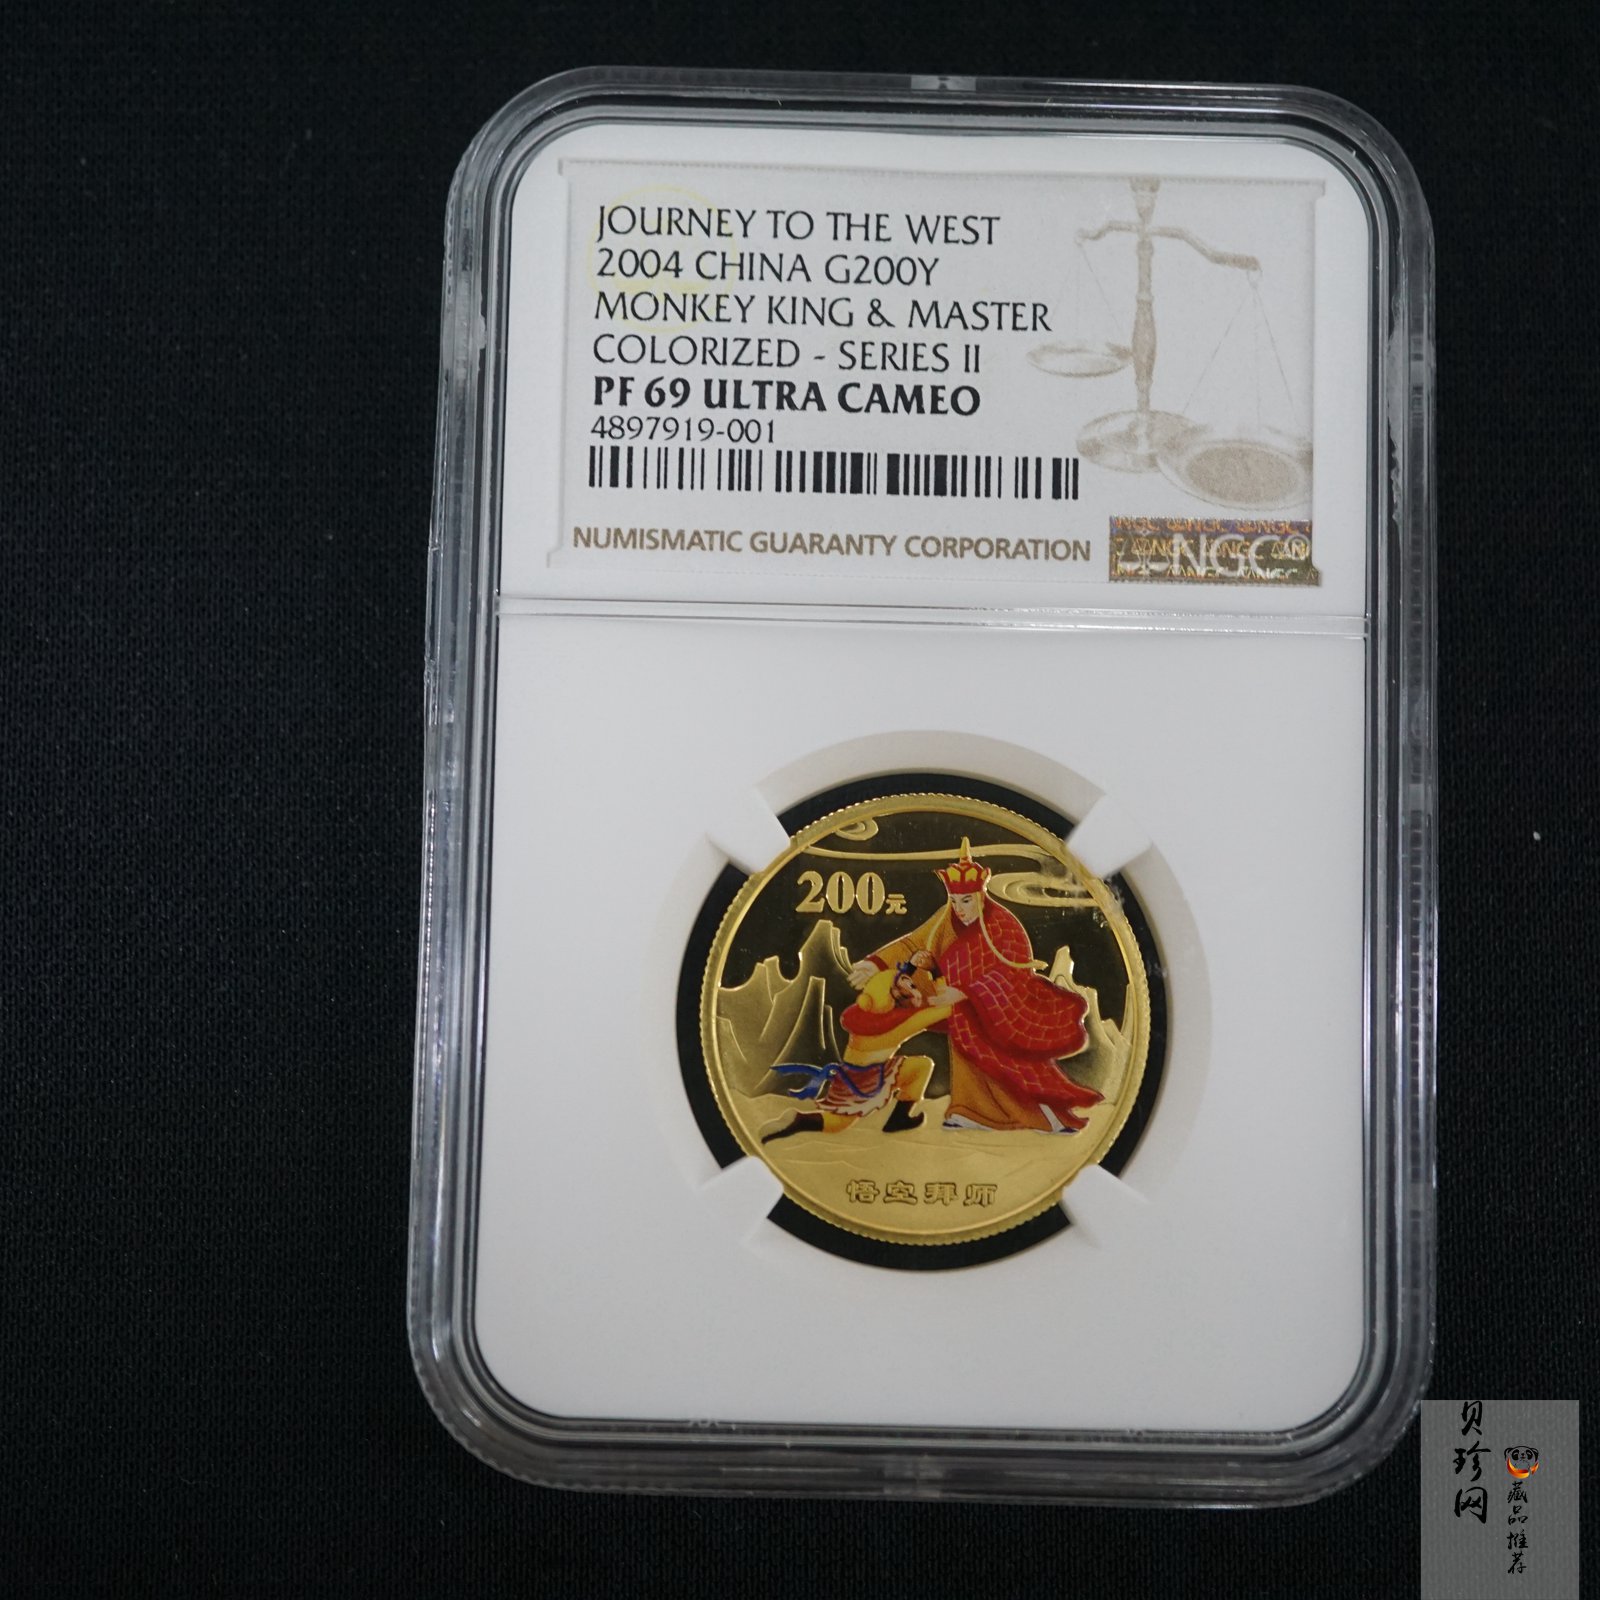 JOURNEY TO THE WEST
2004 CHINA G200Y
MONKEY KING & MASTER
COLORIZED - SERIES II
PF 69 ULTRA CAMEO
4897919-001
NUMISMATIC GUARANTY CORPORATION
NGC
200元
悟空拜师
贝珍网
藏品推荐